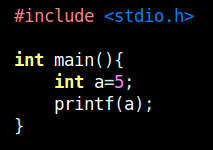 #include <stdio.h>

int main(){
    int a=5;
    printf(a);
}